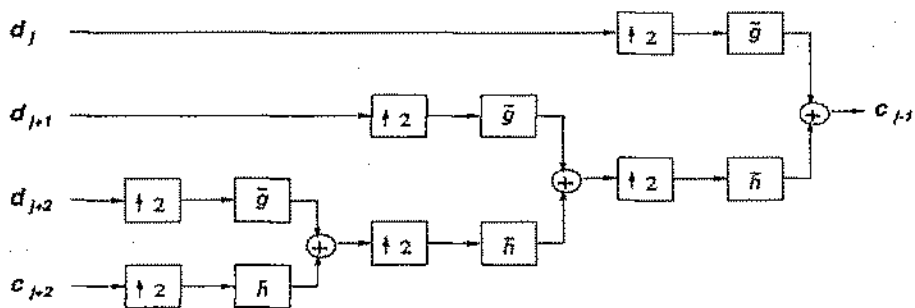 d_j ↑ 2 g̃
d_{j+1} ↑ 2 g̃ + c_{j-1}
↑ 2 h̃
d_{j+2} ↑ 2 g̃ +
+ ↑ 2 h̃
c_{j+2} ↑ 2 h̃